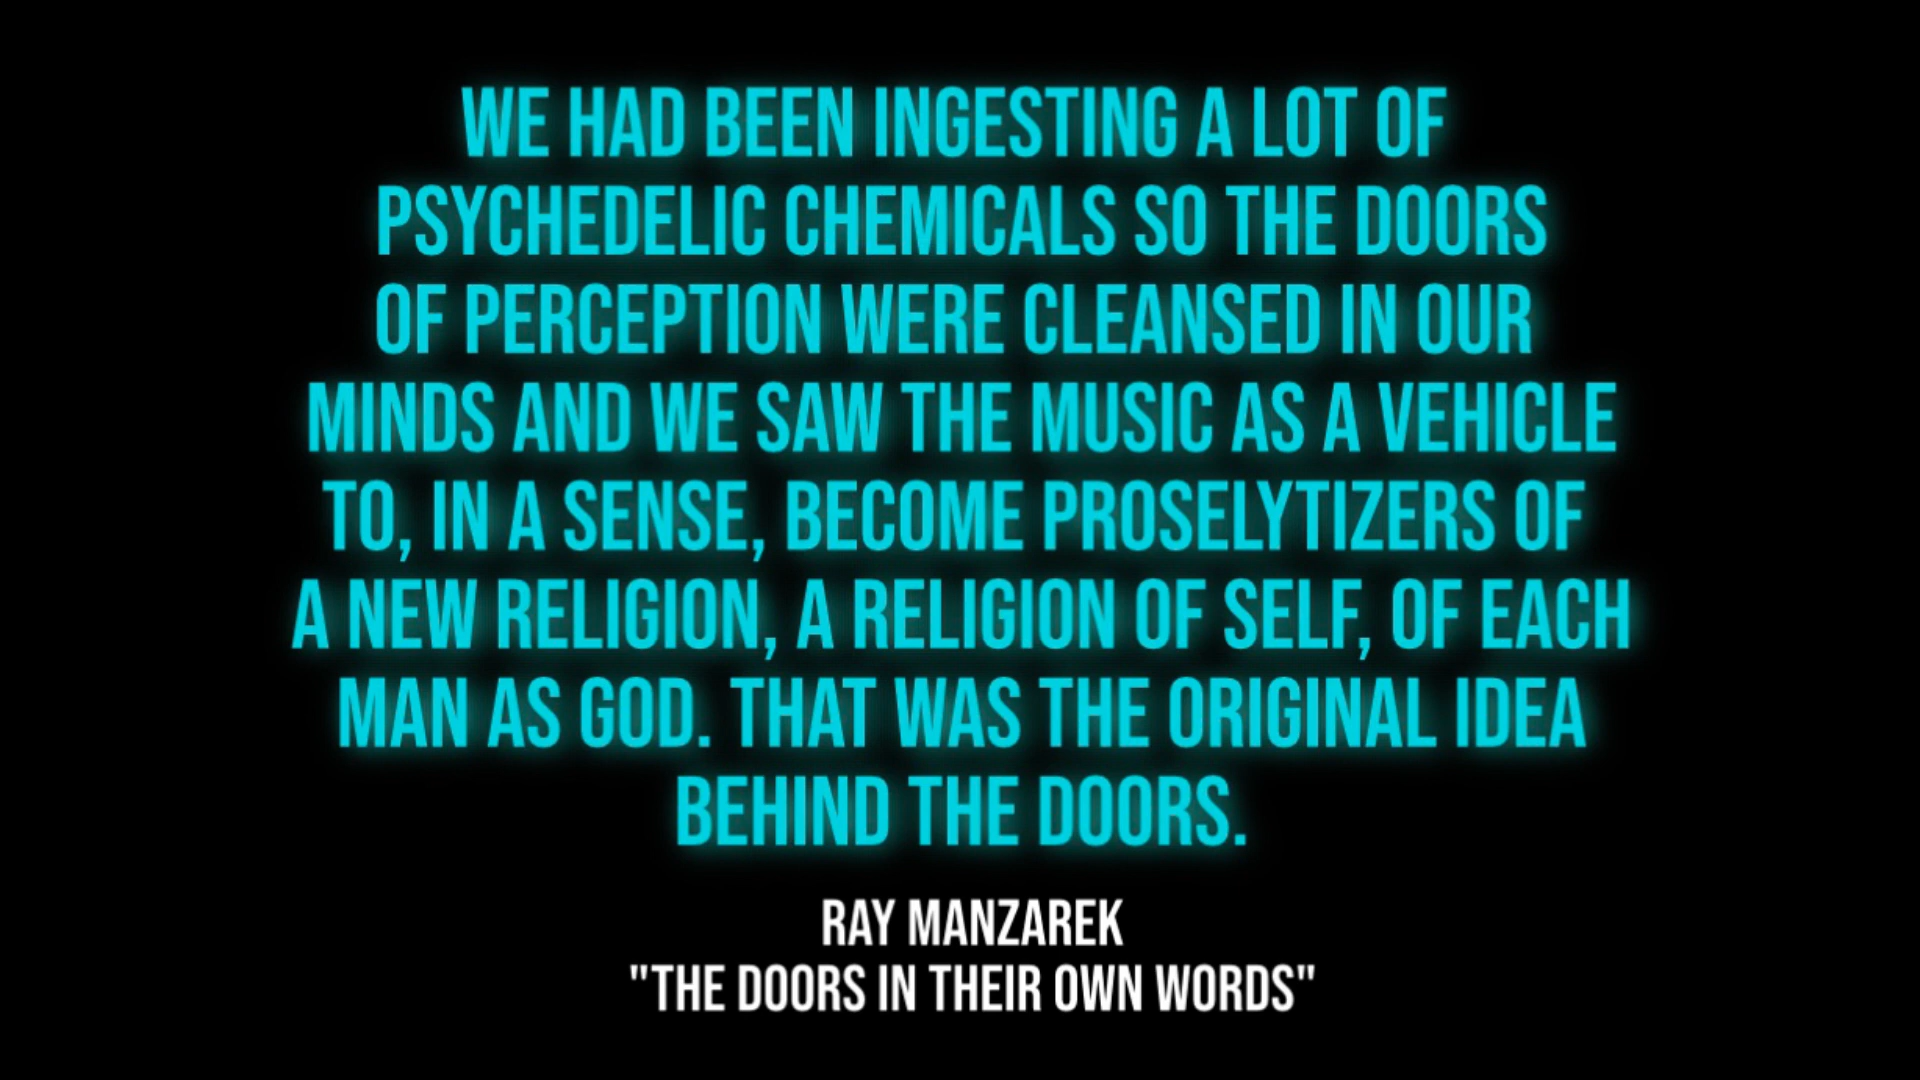 WE HAD BEEN INGESTING A LOT OF
PSYCHEDELIC CHEMICALS SO THE DOORS
OF PERCEPTION WERE CLEANSED IN OUR
MINDS AND WE SAW THE MUSIC AS A VEHICLE
TO, IN A SENSE, BECOME PROSELYTIZERS OF
A NEW RELIGION, A RELIGION OF SELF, OF EACH
MAN AS GOD. THAT WAS THE ORIGINAL IDEA
BEHIND THE DOORS.
RAY MANZAREK
"THE DOORS IN THEIR OWN WORDS"